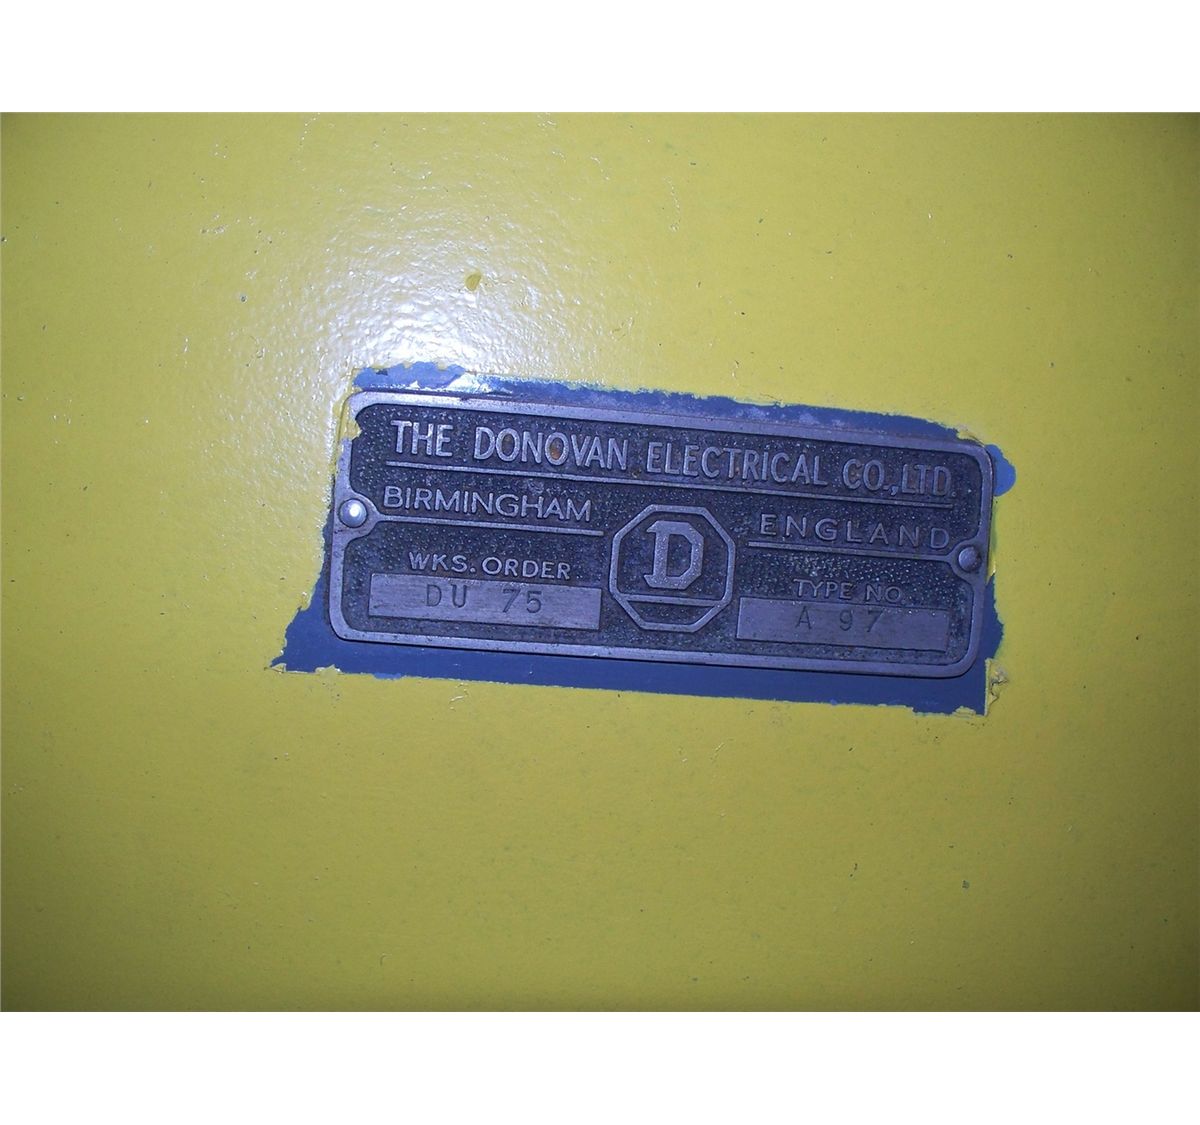 THE DONOVAN ELECTRICAL CO., LTD.
BIRMINGHAM ENGLAND
D
WKS. ORDER TYPE NO.
DU 75 A 97